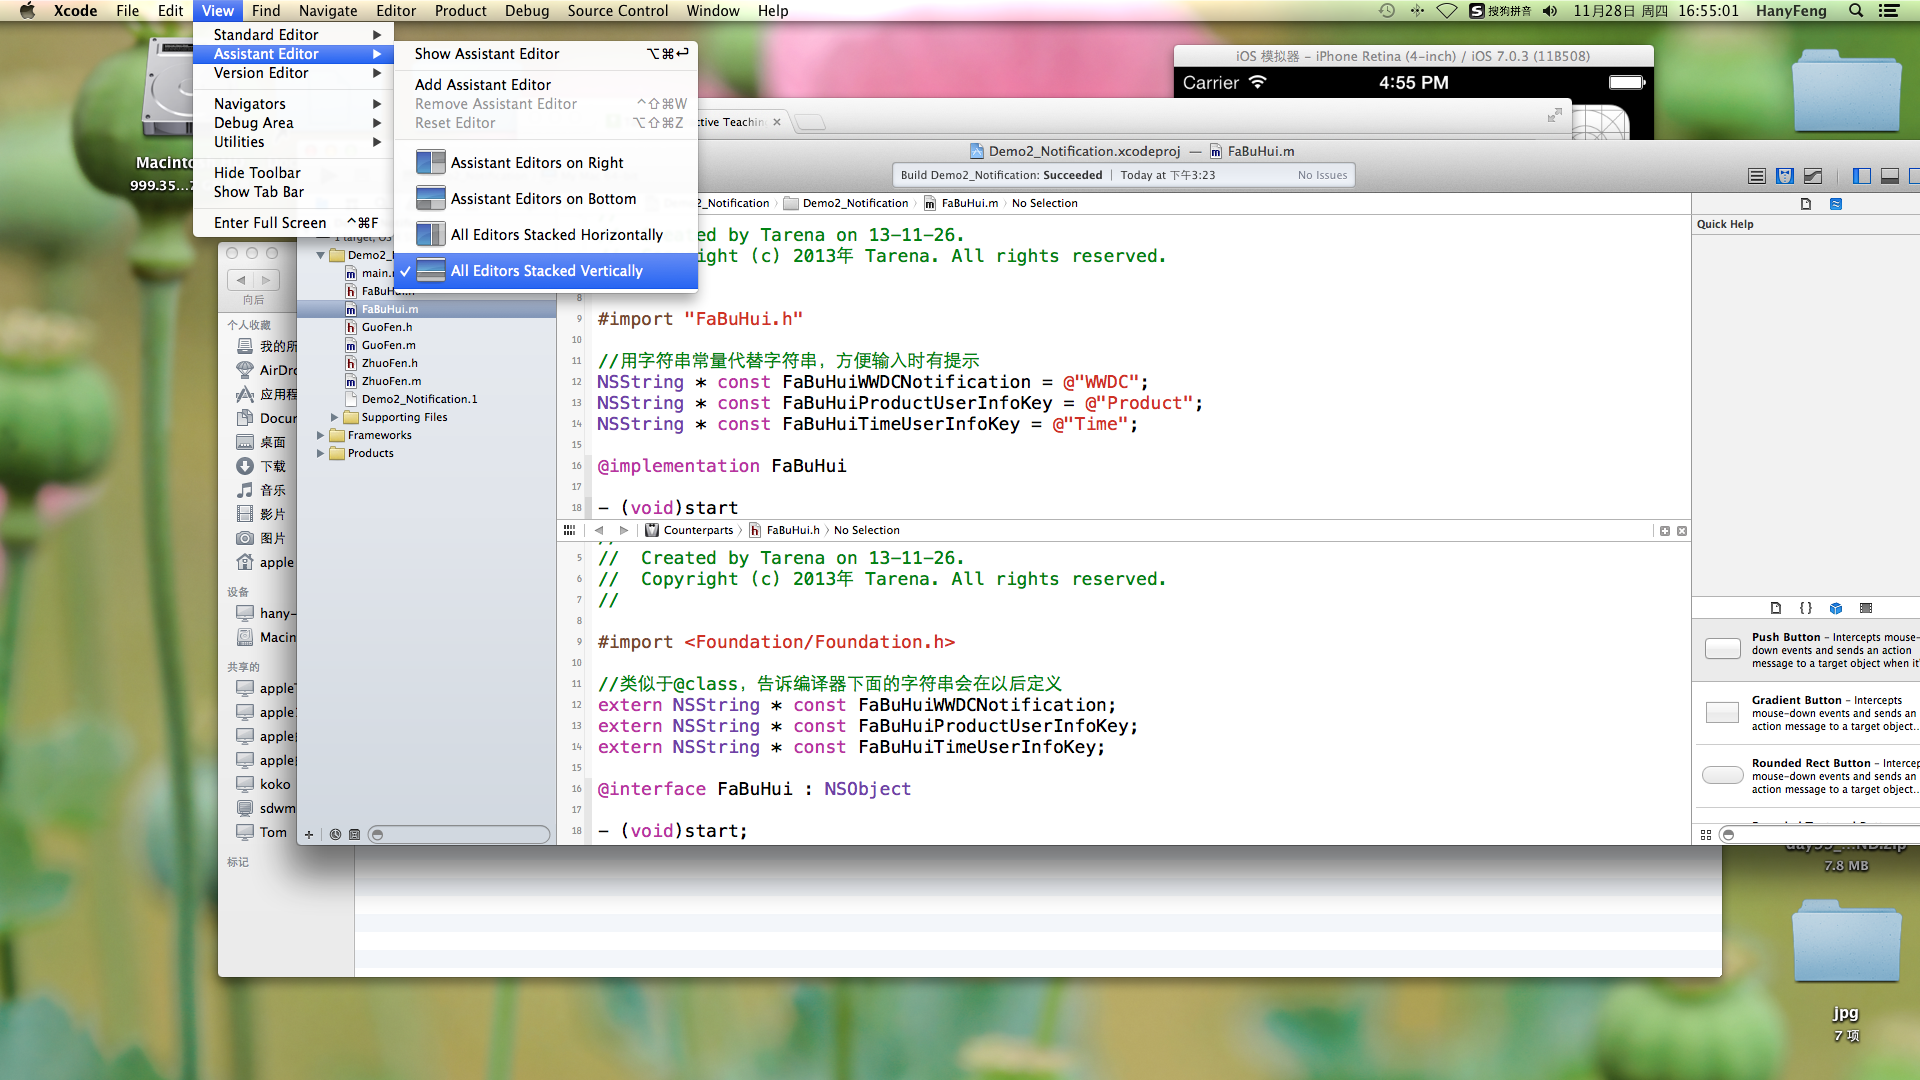 Xcode File Edit View Find Navigate Editor Product Debug Source Control Window Help
搜狗拼音 11月28日 周四 16:55:01 HanyFeng
Standard Editor
Assistant Editor
Version Editor
Navigators
Debug Area
Utilities
Hide Toolbar
Show Tab Bar
Enter Full Screen ^⌘F
Show Assistant Editor ⌥⌘↩
Add Assistant Editor
Remove Assistant Editor ^⇧⌘W
Reset Editor ⌥⇧⌘Z
Assistant Editors on Right
Assistant Editors on Bottom
All Editors Stacked Horizontally
✓ All Editors Stacked Vertically
Macinto
999.35...7
iOS 模拟器 – iPhone Retina (4-inch) / iOS 7.0.3 (11B508)
Carrier 4:55 PM
ctive Teachin
Demo2_Notification.xcodeproj — FaBuHui.m
Build Demo2_Notification: Succeeded | Today at 下午3:23 No Issues
2_Notification Demo2_Notification FaBuHui.m No Selection
向后
个人收藏
我的所
AirDro
应用程
Docur
桌面
下载
音乐
影片
图片
apple
设备
hany-
Macin
共享的
apple
apple
apple
apple
koko
sdwm
Tom
标记
1 target, OS
Demo2_
main.
FaBuHui.h
FaBuHui.m
GuoFen.h
GuoFen.m
ZhuoFen.h
ZhuoFen.m
Demo2_Notification.1
Supporting Files
Frameworks
Products
ed by Tarena on 13-11-26.
ight (c) 2013年 Tarena. All rights reserved.
8
9 #import "FaBuHui.h"
10
11 //用字符串常量代替字符串，方便输入时有提示
12 NSString * const FaBuHuiWWDCNotification = @"WWDC";
13 NSString * const FaBuHuiProductUserInfoKey = @"Product";
14 NSString * const FaBuHuiTimeUserInfoKey = @"Time";
15
16 @implementation FaBuHui
17
18 - (void)start
Counterparts FaBuHui.h No Selection
5 // Created by Tarena on 13-11-26.
6 // Copyright (c) 2013年 Tarena. All rights reserved.
7 //
8
9 #import <Foundation/Foundation.h>
10
11 //类似于@class，告诉编译器下面的字符串会在以后定义
12 extern NSString * const FaBuHuiWWDCNotification;
13 extern NSString * const FaBuHuiProductUserInfoKey;
14 extern NSString * const FaBuHuiTimeUserInfoKey;
15
16 @interface FaBuHui : NSObject
17
18 - (void)start;
Quick Help
Push Button – Intercepts mouse-
down events and sends an action
message to a target object when it'
Gradient Button – Intercepts
mouse-down events and sends an
action message to a target object...
Rounded Rect Button – Intercep
mouse-down events and sends an
action message to a target object...
7.8 MB
jpg
7 项